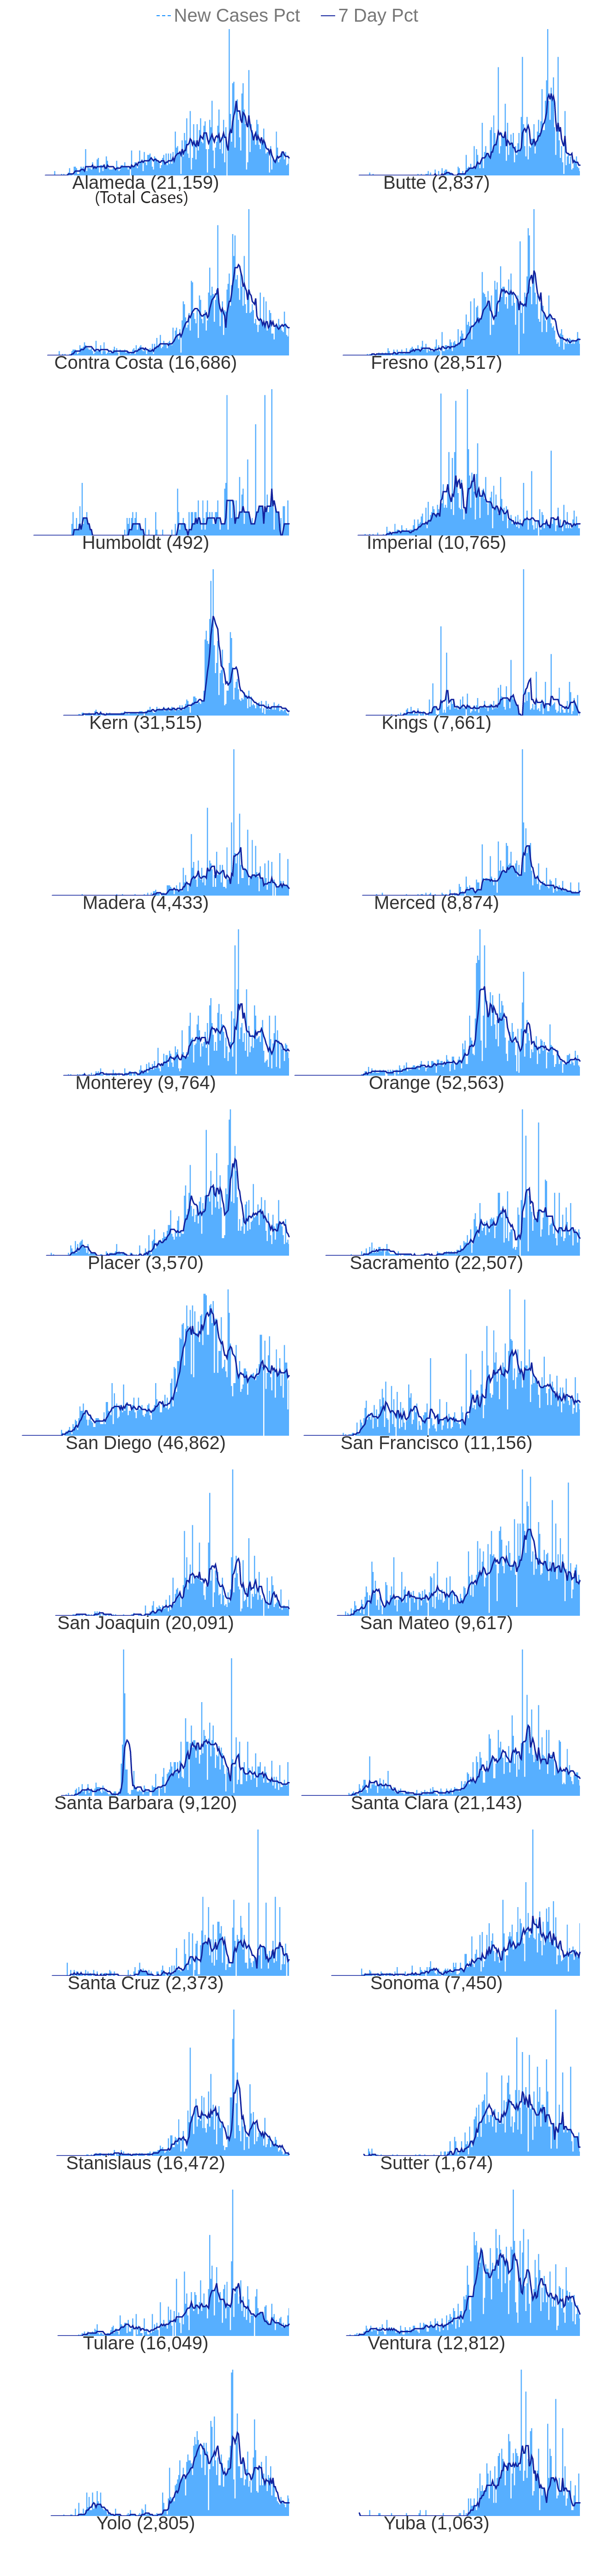 New Cases Pct 7 Day Pct
Alameda (21,159) Butte (2,837)
(Total Cases)
Contra Costa (16,686) Fresno (28,517)
Humboldt (492) Imperial (10,765)
Kern (31,515) Kings (7,661)
Madera (4,433) Merced (8,874)
Monterey (9,764) Orange (52,563)
Placer (3,570) Sacramento (22,507)
San Diego (46,862) San Francisco (11,156)
San Joaquin (20,091) San Mateo (9,617)
Santa Barbara (9,120) Santa Clara (21,143)
Santa Cruz (2,373) Sonoma (7,450)
Stanislaus (16,472) Sutter (1,674)
Tulare (16,049) Ventura (12,812)
Yolo (2,805) Yuba (1,063)